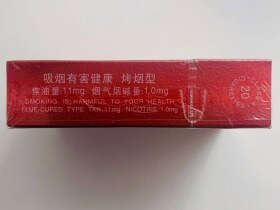 吸烟有害健康 烤烟型
焦油量:11mg 烟气烟碱量:1.0mg
SMOKING IS HARMFUL TO YOUR HEALTH
FLUE-CURED TYPE TAR:11mg NICOTINE:1.0mg
20